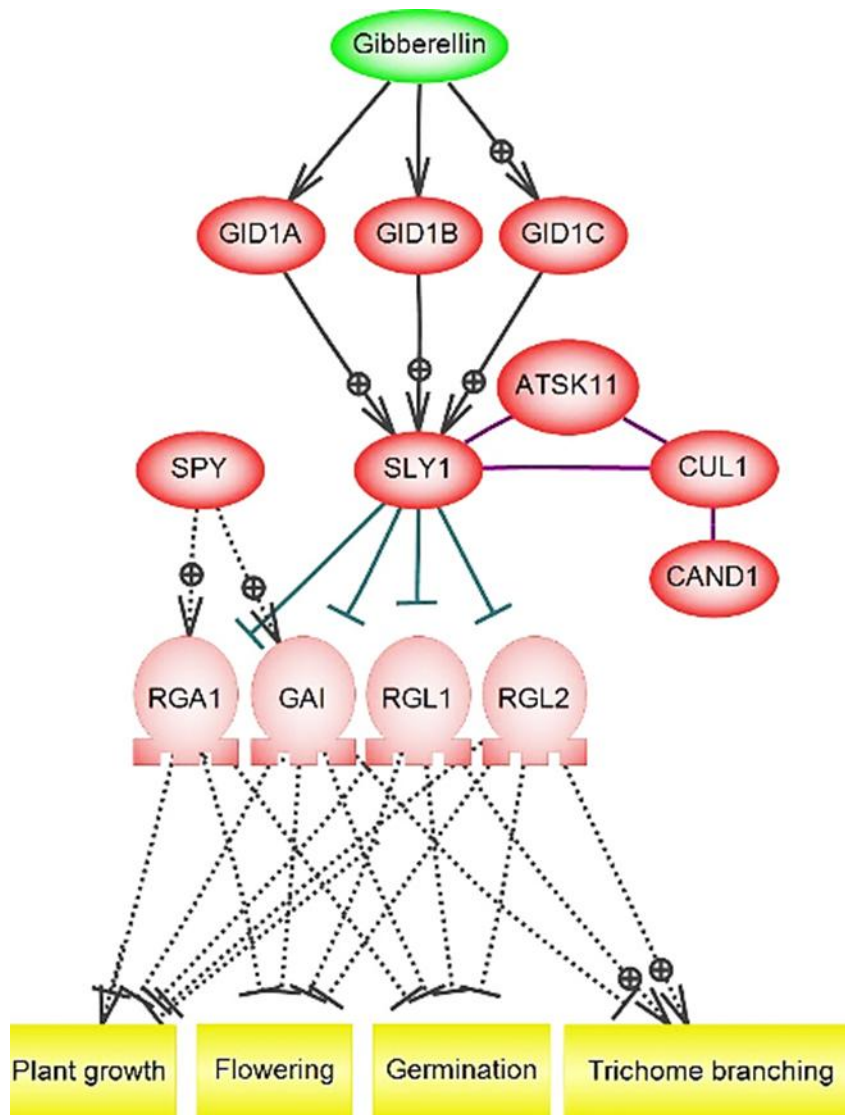 Gibberellin
GID1A
GID1B
GID1C
ATSK11
SPY
SLY1
CUL1
CAND1
RGA1
GAI
RGL1
RGL2
Plant growth
Flowering
Germination
Trichome branching